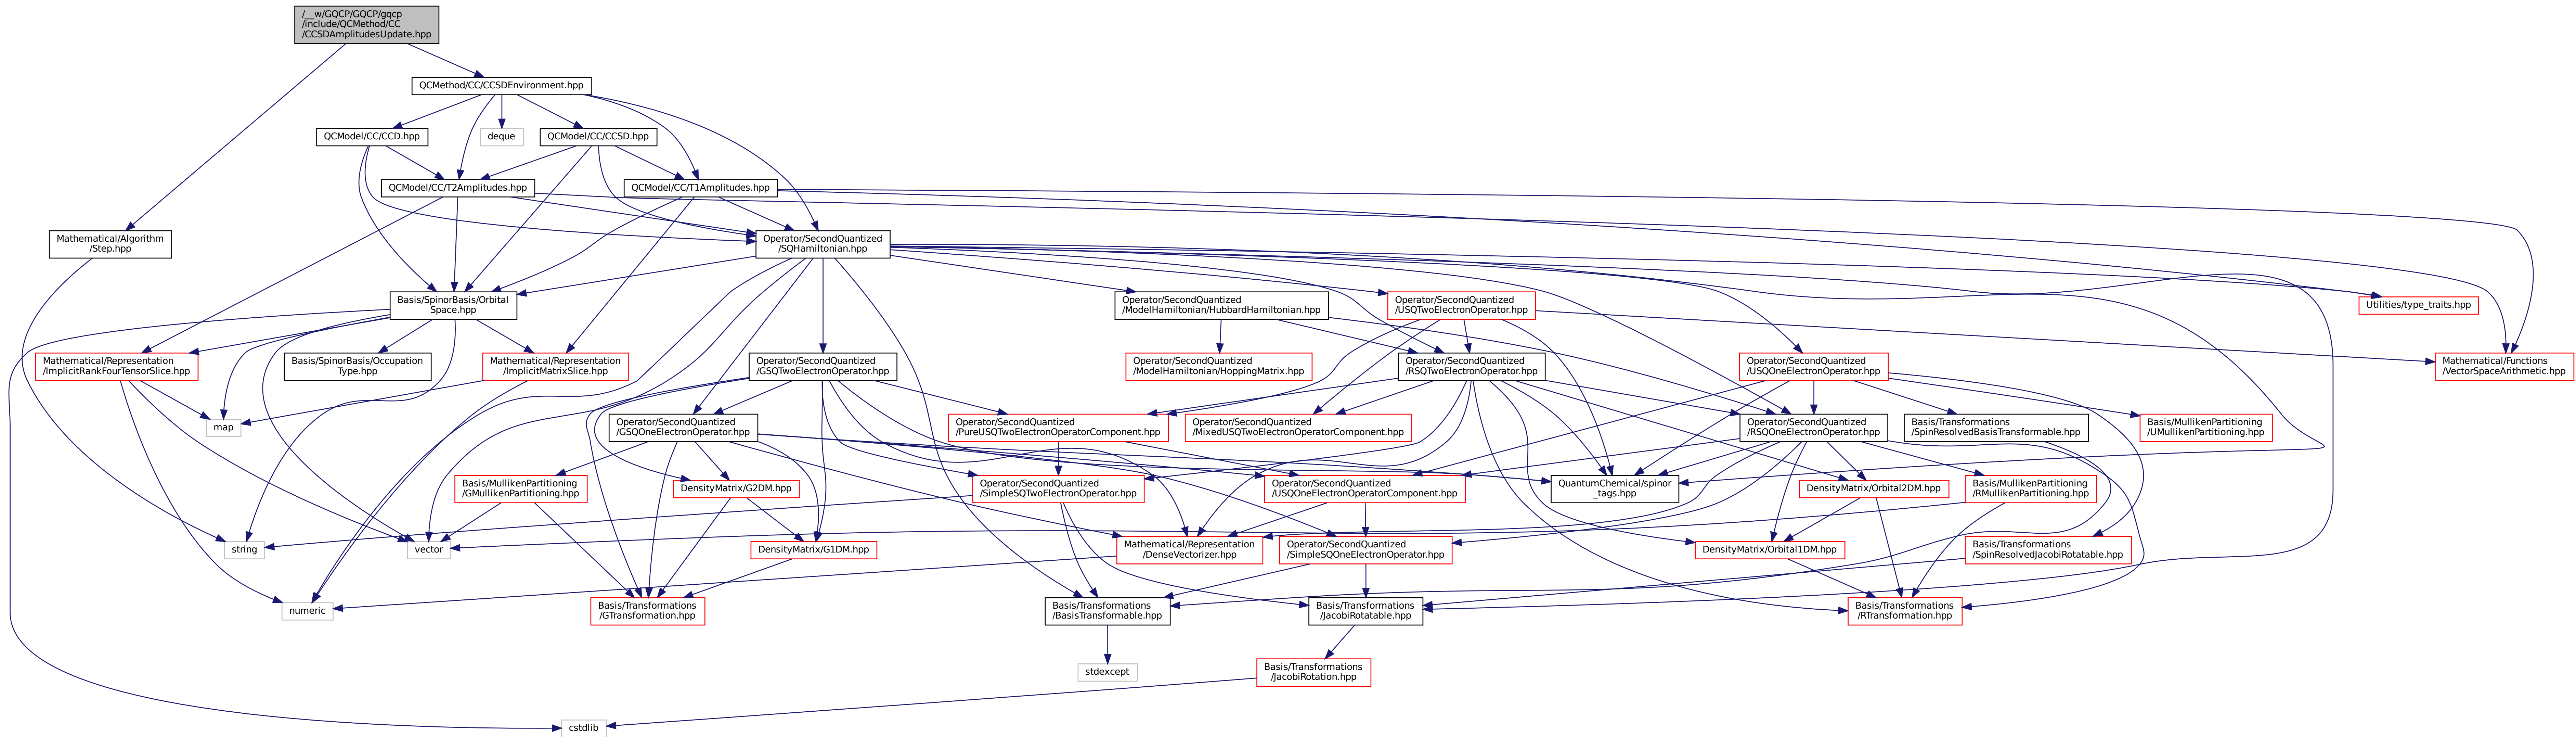 /__w/GQCP/GQCP/gqcp
/include/QCMethod/CC
/CCSDAmplitudesUpdate.hpp
QCMethod/CC/CCSDEnvironment.hpp
QCModel/CC/CCD.hpp
deque
QCModel/CC/CCSD.hpp
QCModel/CC/T2Amplitudes.hpp
QCModel/CC/T1Amplitudes.hpp
Mathematical/Algorithm
/Step.hpp
Operator/SecondQuantized
/SQHamiltonian.hpp
Basis/SpinorBasis/Orbital
Space.hpp
Operator/SecondQuantized
/ModelHamiltonian/HubbardHamiltonian.hpp
Operator/SecondQuantized
/USQTwoElectronOperator.hpp
Utilities/type_traits.hpp
Mathematical/Representation
/ImplicitRankFourTensorSlice.hpp
Basis/SpinorBasis/Occupation
Type.hpp
Mathematical/Representation
/ImplicitMatrixSlice.hpp
Operator/SecondQuantized
/GSQTwoElectronOperator.hpp
Operator/SecondQuantized
/ModelHamiltonian/HoppingMatrix.hpp
Operator/SecondQuantized
/RSQTwoElectronOperator.hpp
Operator/SecondQuantized
/USQOneElectronOperator.hpp
Mathematical/Functions
/VectorSpaceArithmetic.hpp
map
Operator/SecondQuantized
/GSQOneElectronOperator.hpp
Operator/SecondQuantized
/PureUSQTwoElectronOperatorComponent.hpp
Operator/SecondQuantized
/MixedUSQTwoElectronOperatorComponent.hpp
Operator/SecondQuantized
/RSQOneElectronOperator.hpp
Basis/Transformations
/SpinResolvedBasisTransformable.hpp
Basis/MullikenPartitioning
/UMullikenPartitioning.hpp
Basis/MullikenPartitioning
/GMullikenPartitioning.hpp
DensityMatrix/G2DM.hpp
Operator/SecondQuantized
/SimpleSQTwoElectronOperator.hpp
Operator/SecondQuantized
/USQOneElectronOperatorComponent.hpp
QuantumChemical/spinor
_tags.hpp
DensityMatrix/Orbital2DM.hpp
Basis/MullikenPartitioning
/RMullikenPartitioning.hpp
string
vector
DensityMatrix/G1DM.hpp
Mathematical/Representation
/DenseVectorizer.hpp
Operator/SecondQuantized
/SimpleSQOneElectronOperator.hpp
DensityMatrix/Orbital1DM.hpp
Basis/Transformations
/SpinResolvedJacobiRotatable.hpp
numeric
Basis/Transformations
/GTransformation.hpp
Basis/Transformations
/BasisTransformable.hpp
Basis/Transformations
/JacobiRotatable.hpp
Basis/Transformations
/RTransformation.hpp
stdexcept
Basis/Transformations
/JacobiRotation.hpp
cstdlib